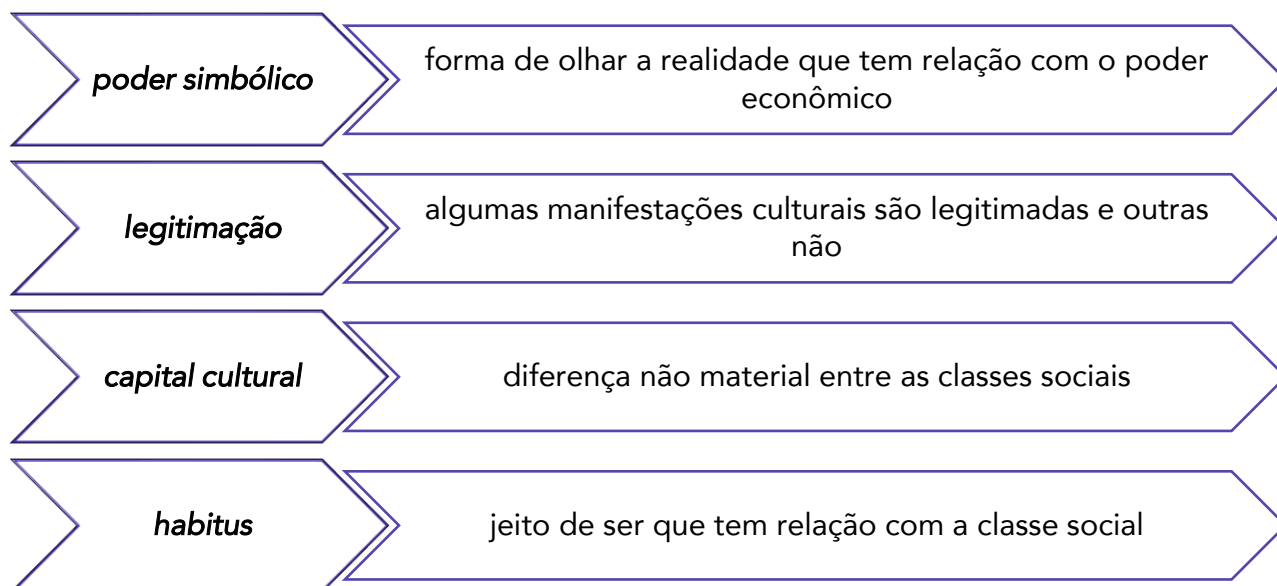 poder simbólico
forma de olhar a realidade que tem relação com o poder
econômico
legitimação
algumas manifestações culturais são legitimadas e outras
não
capital cultural
diferença não material entre as classes sociais
habitus
jeito de ser que tem relação com a classe social